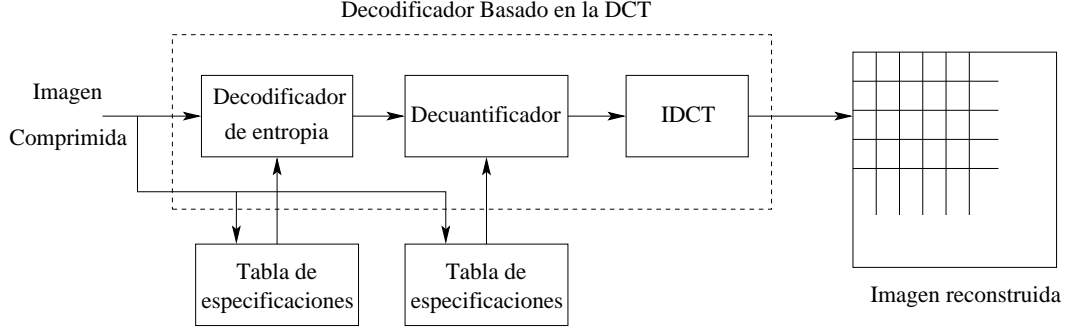 Decodificador Basado en la DCT
Imagen
Comprimida
Decodificador
de entropia
Decuantificador
IDCT
Tabla de
especificaciones
Tabla de
especificaciones
Imagen reconstruida